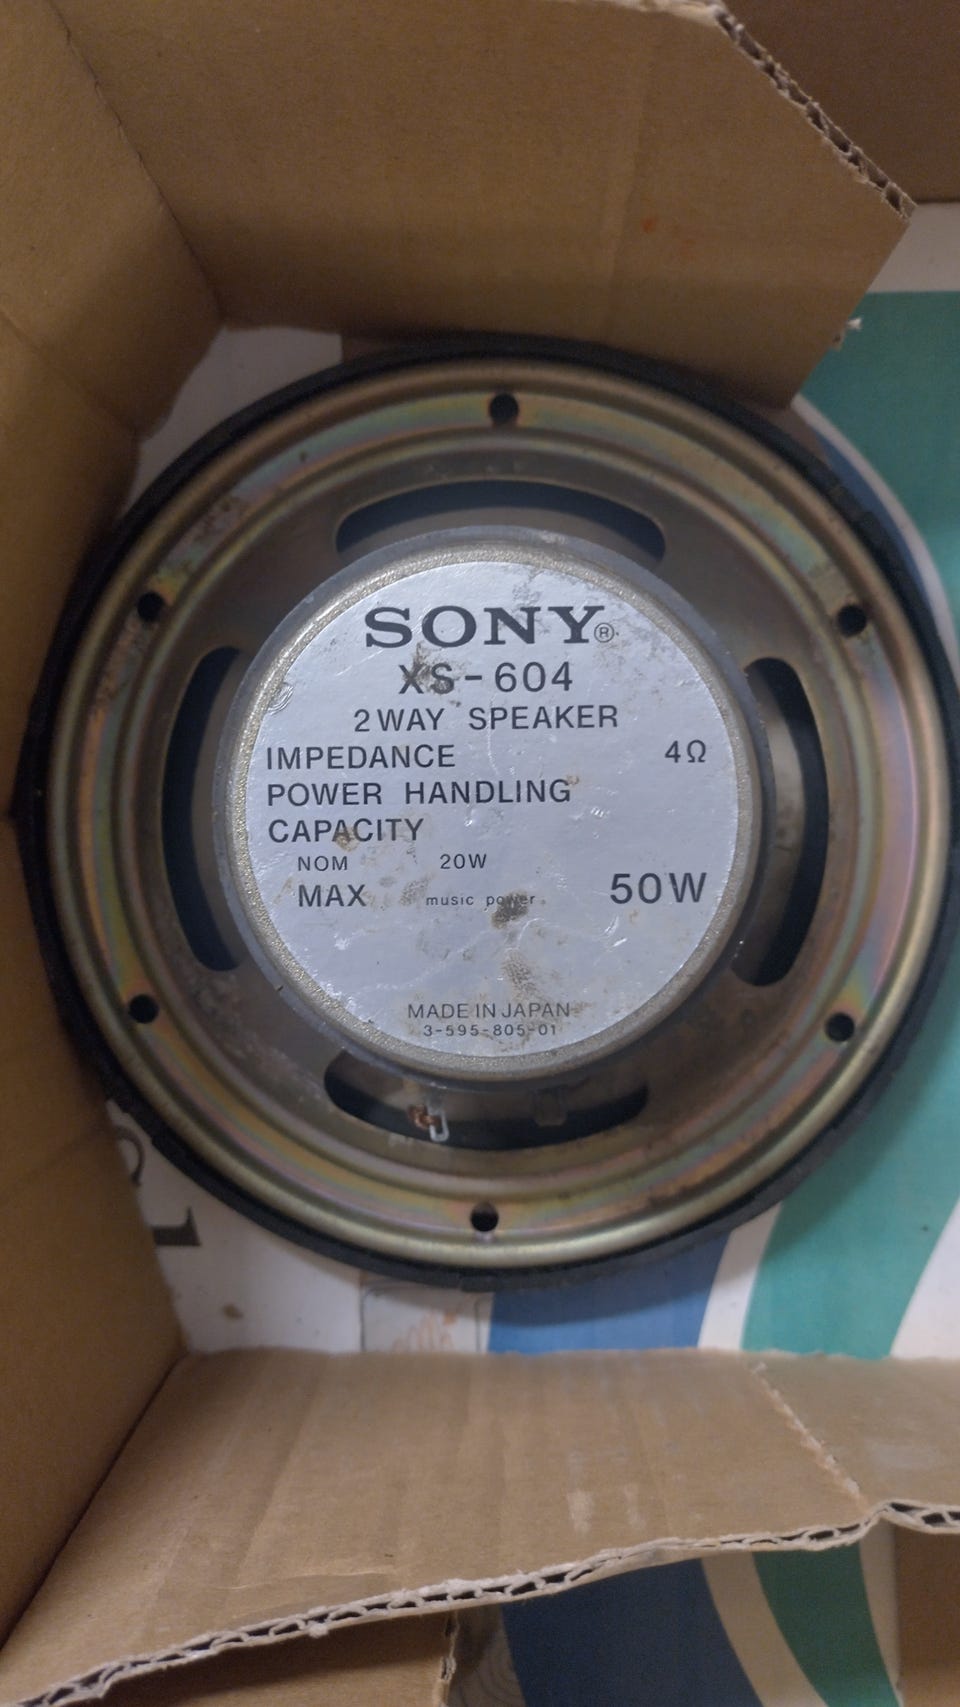 SONY®
XS-604
2WAY SPEAKER
IMPEDANCE 4Ω
POWER HANDLING
CAPACITY
NOM 20W
MAX music power 50W
MADE IN JAPAN
3-595-805-01